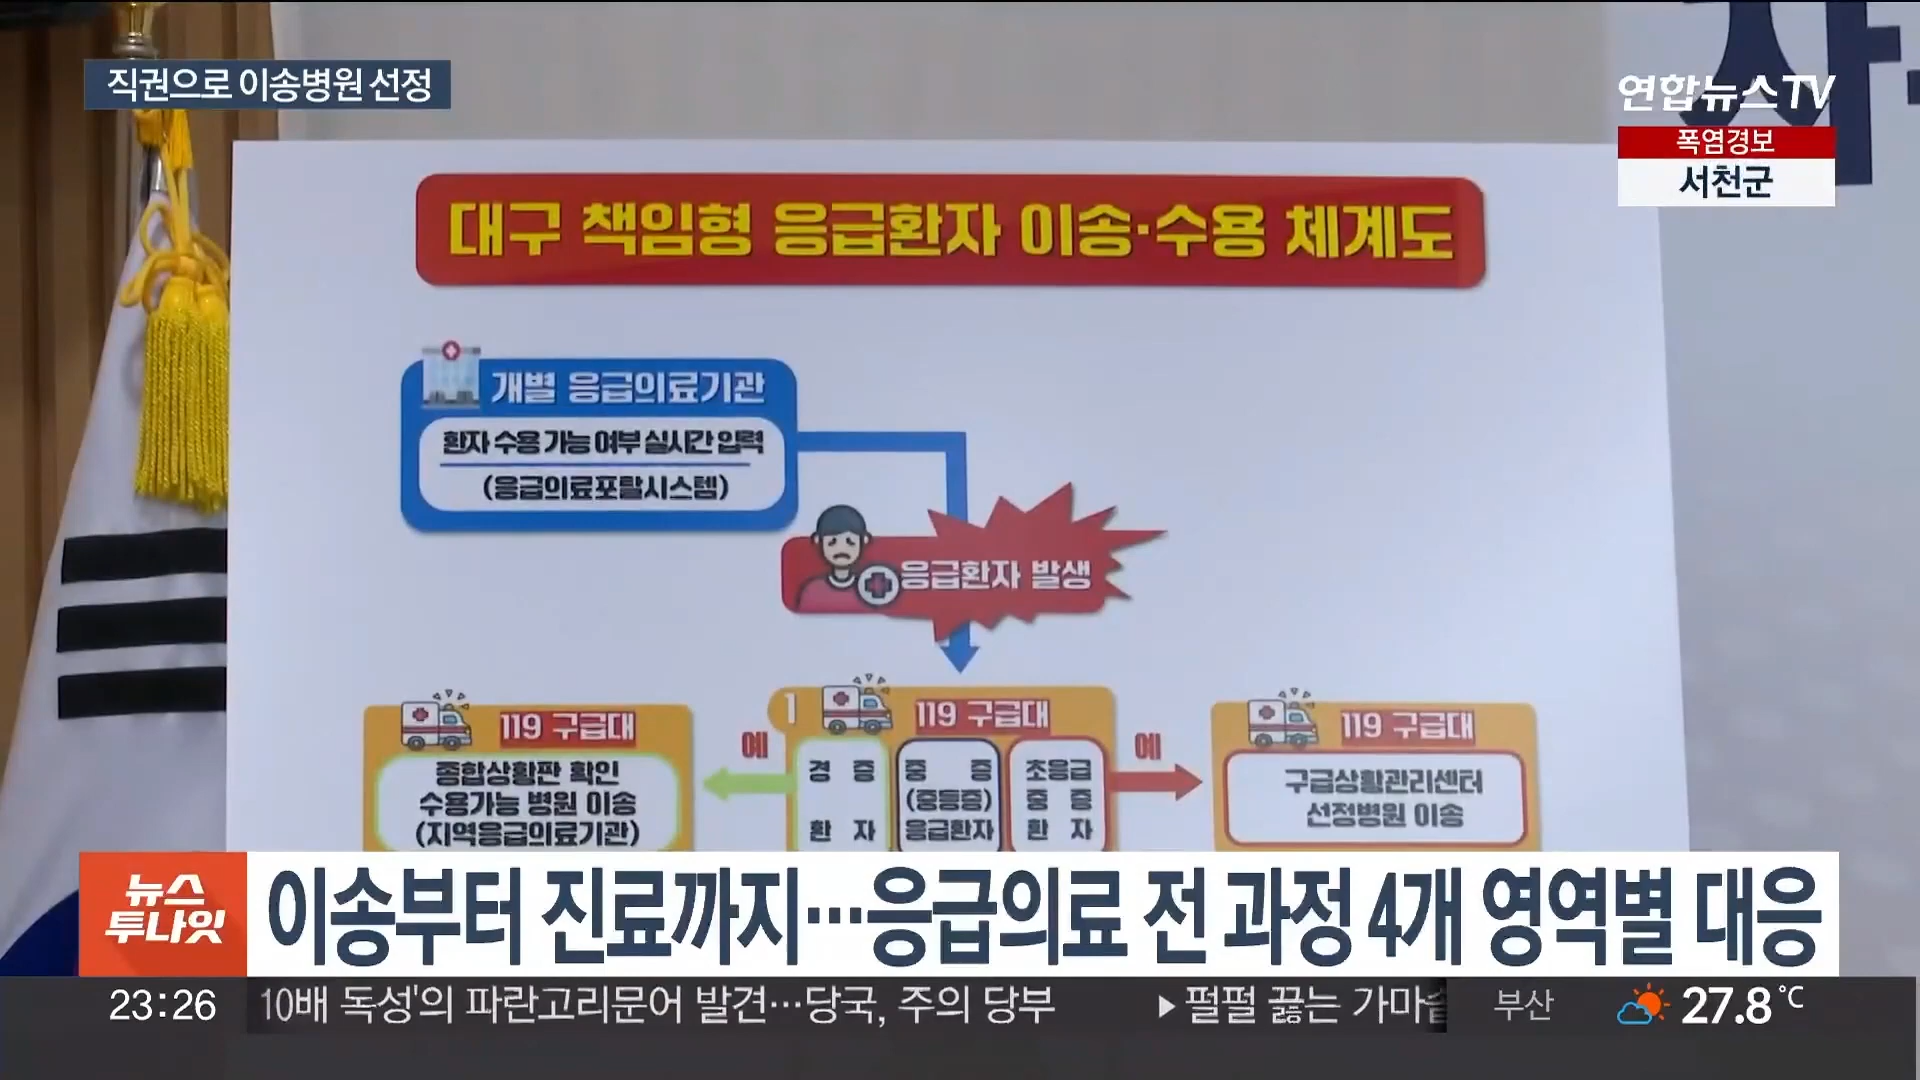 직권으로 이송병원 선정
연합뉴스TV
폭염경보
서천군
대구 책임형 응급환자 이송·수용 체계도
개별 응급의료기관
환자 수용 가능 여부 실시간 입력
(응급의료포탈시스템)
응급환자 발생
119 구급대
종합상황판 확인
수용가능 병원 이송
(지역응급의료기관)
예
1 119 구급대
경 증
환 자
중 증
(중등증)
응급환자
초응급
중 증
환 자
예
119 구급대
구급상황관리센터
선정병원 이송
뉴스
투나잇
이송부터 진료까지…응급의료 전 과정 4개 영역별 대응
23:26
10배 독성'의 파란고리문어 발견…당국, 주의 당부
▶펄펄 끓는 가마솥
부산
27.8℃